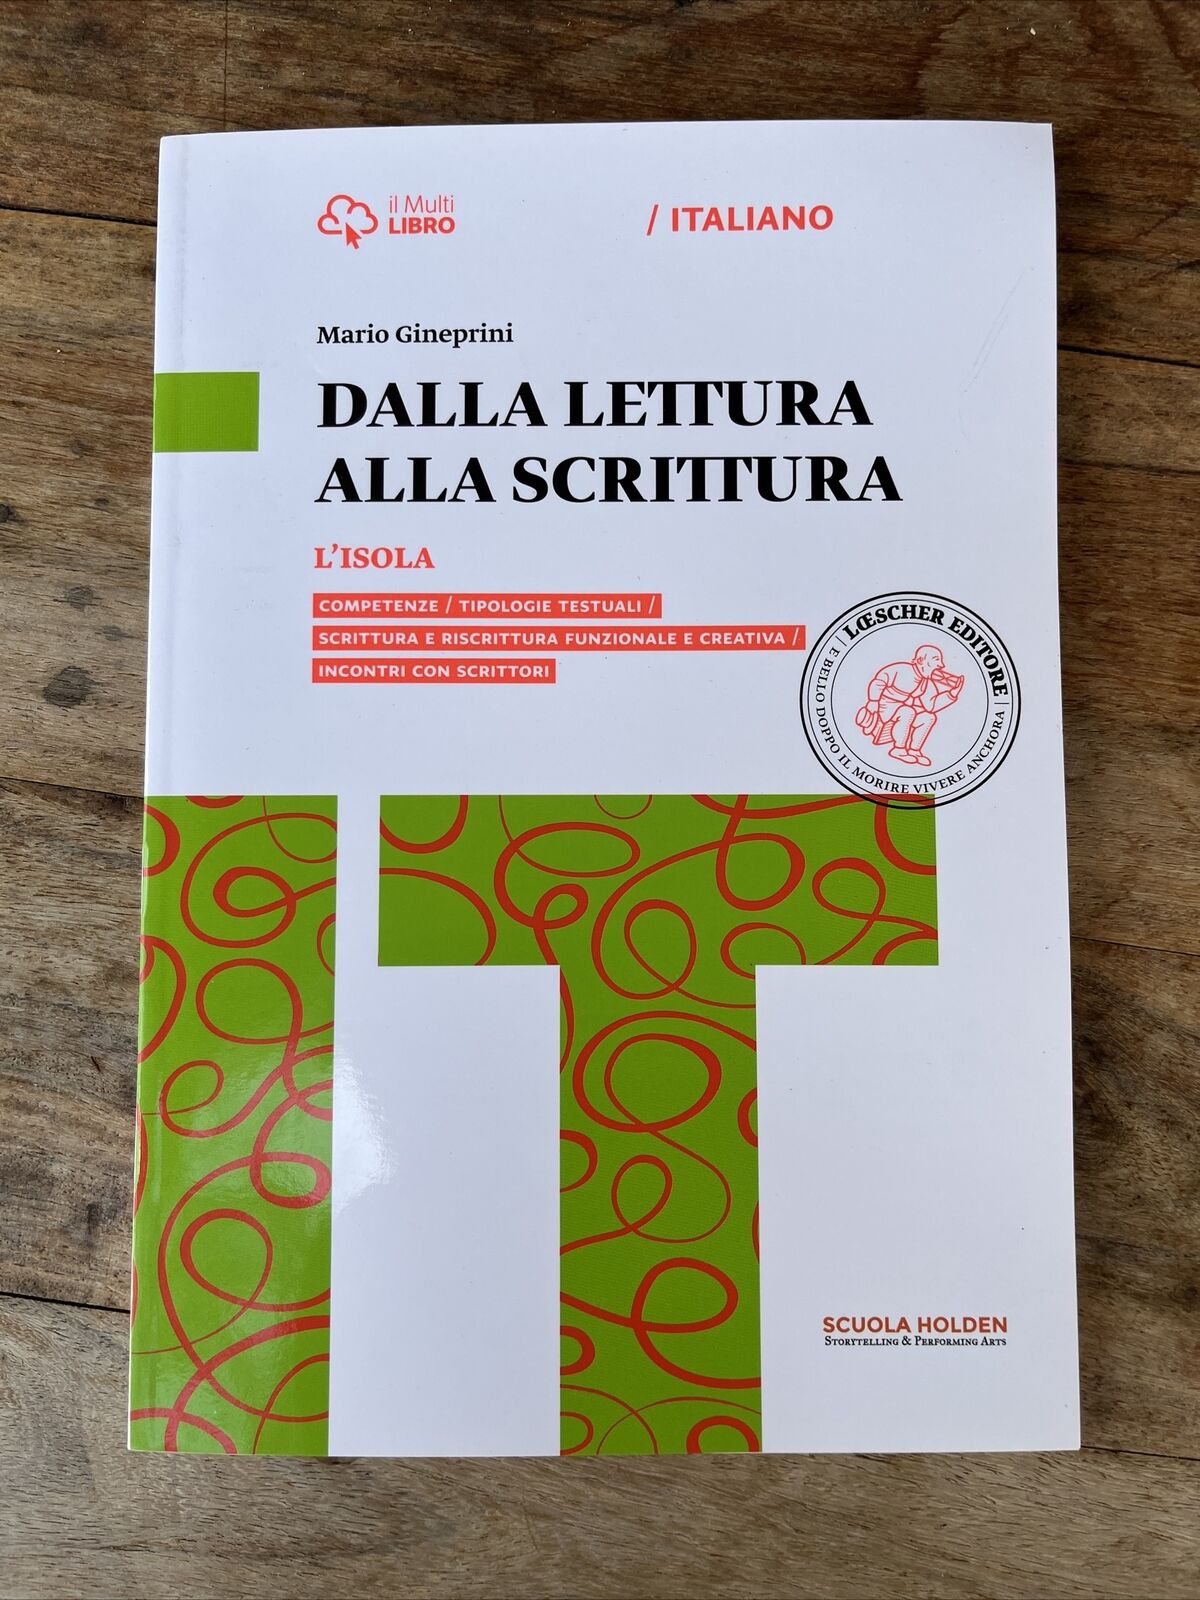 il Multi
LIBRO
/ ITALIANO
Mario Gineprini
DALLA LETTURA
ALLA SCRITTURA
L'ISOLA
COMPETENZE / TIPOLOGIE TESTUALI /
SCRITTURA E RISCRITTURA FUNZIONALE E CREATIVA /
INCONTRI CON SCRITTORI
LŒSCHER EDITORE
E BELLO DOPPO IL MORIRE VIVERE ANCHORA
IT
SCUOLA HOLDEN
STORYTELLING & PERFORMING ARTS